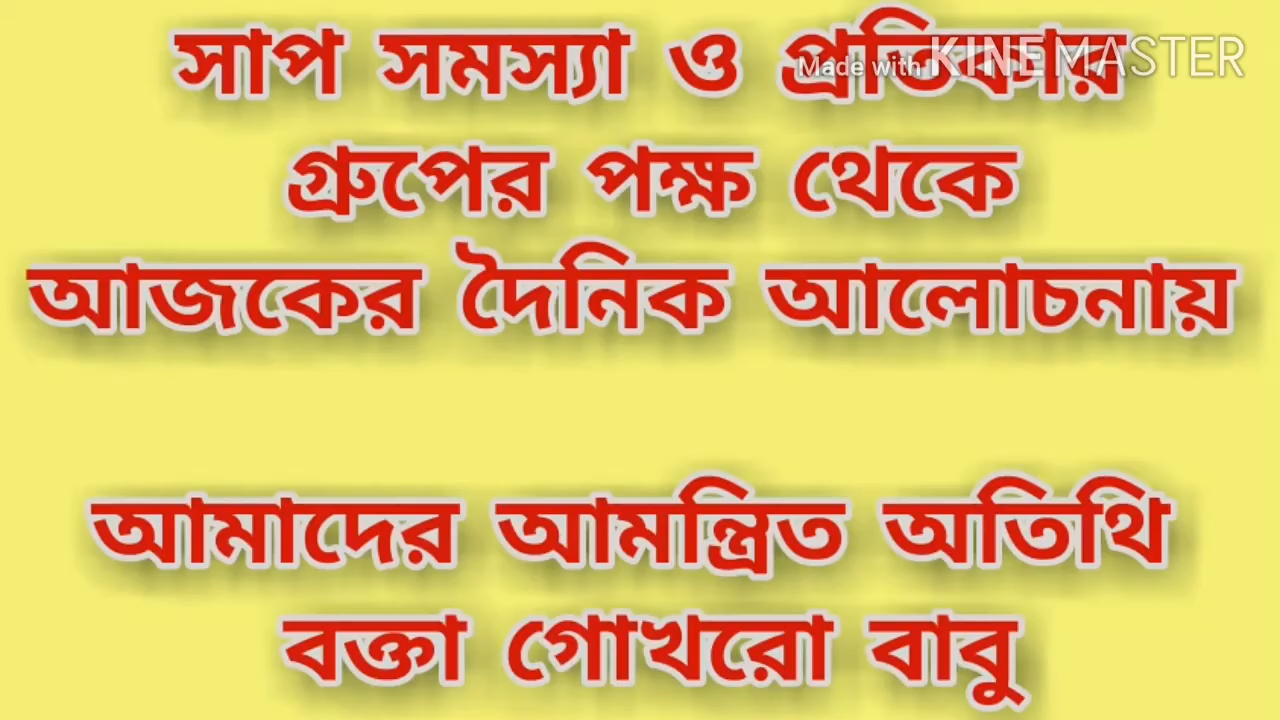 সাপ সমস্যা ও প্রতিকার
Made with KINEMASTER
গ্রুপের পক্ষ থেকে
আজকের দৈনিক আলোচনায়
আমাদের আমন্ত্রিত অতিথি
বক্তা গোখরো বাবু